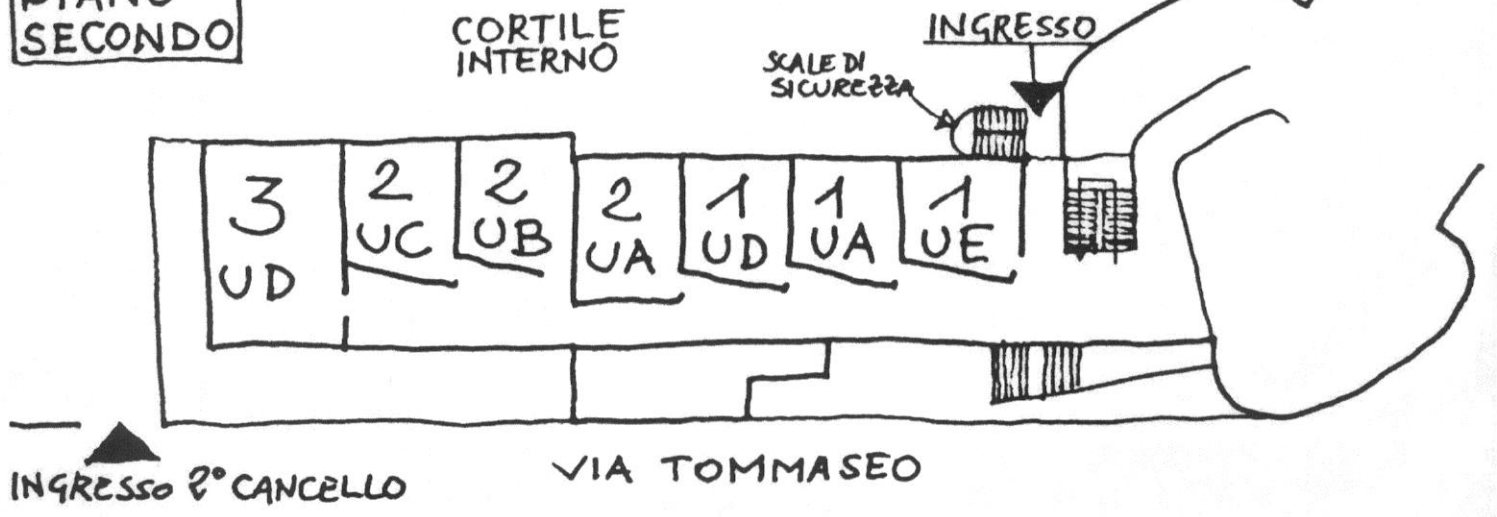 PIANO
SECONDO
CORTILE
INTERNO
INGRESSO
SCALE DI
SICUREZZA
3
UD
2
UC
2
UB
2
UA
1
UD
1
UA
1
UE
INGRESSO 2° CANCELLO
VIA TOMMASEO